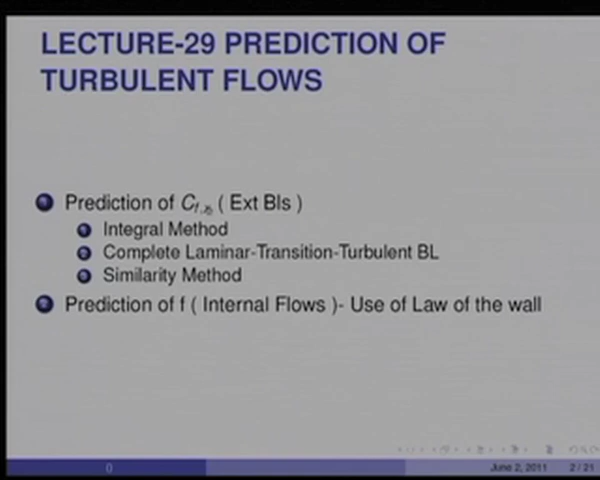 LECTURE-29 PREDICTION OF
TURBULENT FLOWS
Prediction of C_f,x ( Ext Bls )
Integral Method
Complete Laminar-Transition-Turbulent BL
Similarity Method
Prediction of f ( Internal Flows )- Use of Law of the wall
0
June 2, 2011 2 / 21